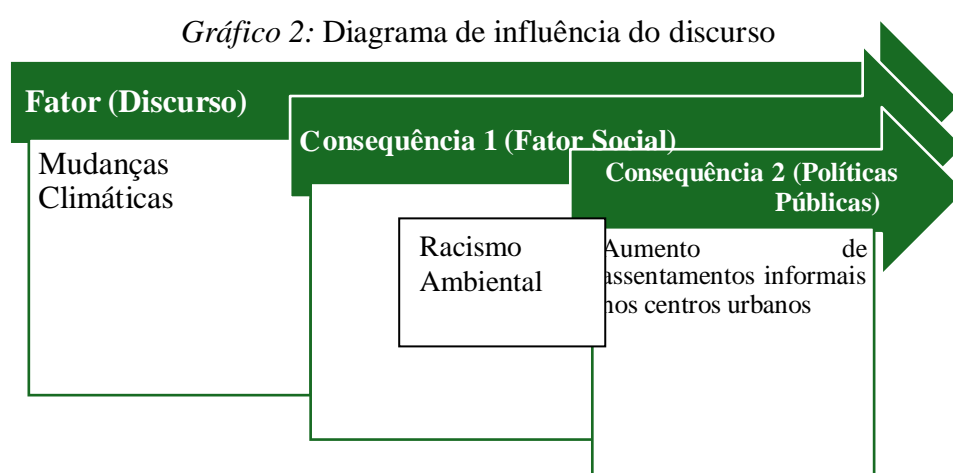 Gráfico 2: Diagrama de influência do discurso
Fator (Discurso)
Mudanças
Climáticas
Consequência 1 (Fator Social)
Racismo
Ambiental
Consequência 2 (Políticas
Públicas)
Aumento de
assentamentos informais
nos centros urbanos